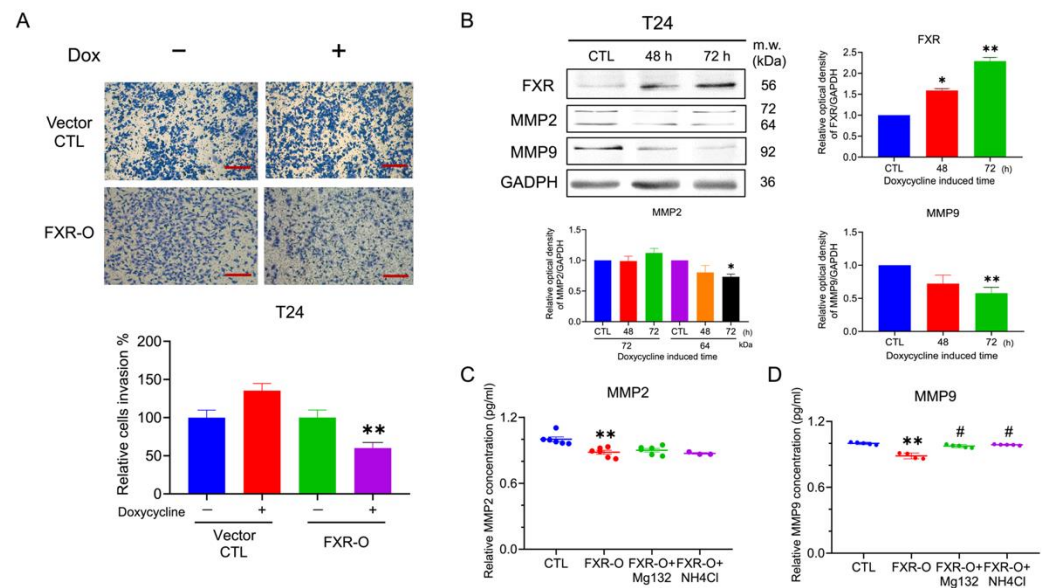 A
Dox
−
+
Vector
CTL
FXR-O
T24
Relative cells invasion %
200
150
100
50
0
**
Doxycycline
−
+
−
+
Vector
CTL
FXR-O
B
T24
CTL
48 h
72 h
m.w.
(kDa)
FXR
56
MMP2
72
64
MMP9
92
GADPH
36
FXR
Relative optical density
of FXR/GAPDH
2.5
2.0
1.5
1.0
0.5
0.0
*
**
CTL
48
72
(h)
Doxycycline induced time
MMP2
Relative optical density
of MMP2/GAPDH
1.5
1.0
0.5
0.0
*
CTL
48
72
CTL
48
72
(h)
72
64
kDa
Doxycycline induced time
MMP9
Relative optical density
of MMP9/GAPDH
1.5
1.0
0.5
0.0
**
CTL
48
72
(h)
Doxycycline induced time
C
MMP2
Relative MMP2 concentration (pg/ml)
1.2
0.9
0.6
0.3
0.0
**
CTL
FXR-O
FXR-O+
Mg132
FXR-O+
NH4Cl
D
MMP9
Relative MMP9 concentration (pg/ml)
1.2
0.9
0.6
0.3
0.0
**
#
#
CTL
FXR-O
FXR-O+
Mg132
FXR-O+
NH4Cl